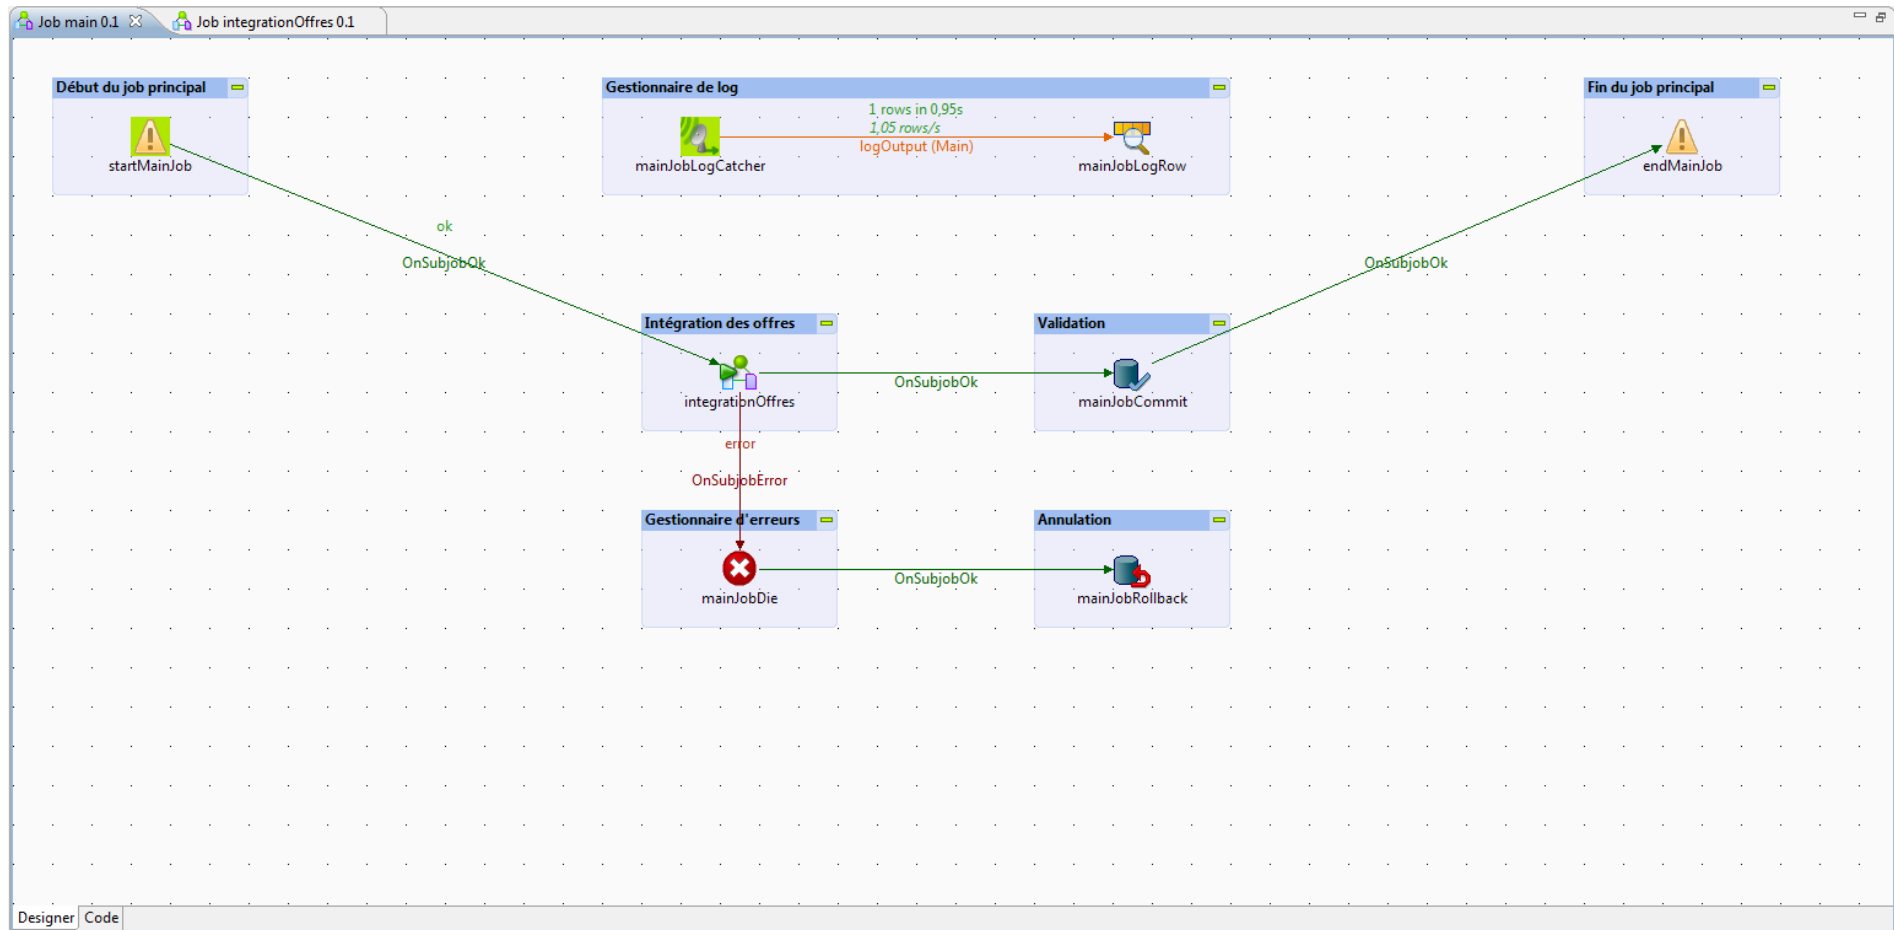 Job main 0.1
Job integrationOffres 0.1
Début du job principal
startMainJob
Gestionnaire de log
1 rows in 0,95s
1,05 rows/s
logOutput (Main)
mainJobLogCatcher
mainJobLogRow
Fin du job principal
endMainJob
ok
OnSubjobOk
OnSubjobOk
Intégration des offres
integrationOffres
OnSubjobOk
Validation
mainJobCommit
error
OnSubjobError
Gestionnaire d'erreurs
mainJobDie
OnSubjobOk
Annulation
mainJobRollback
Designer
Code